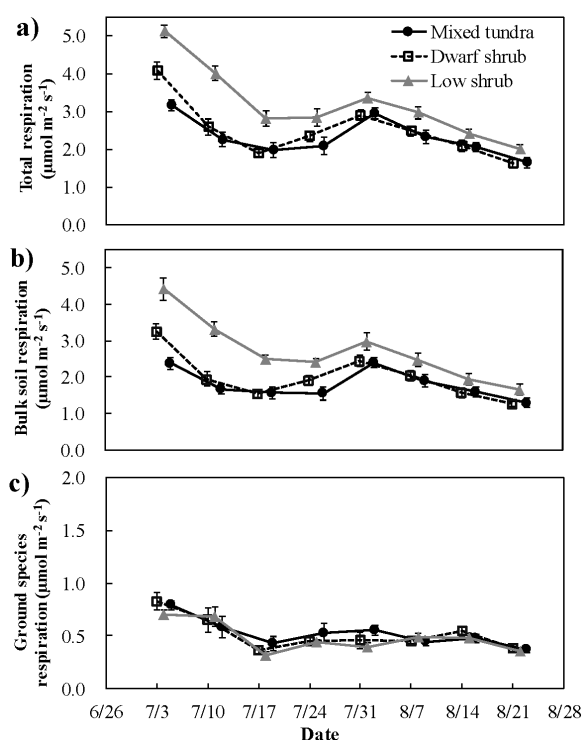 a)
Total respiration
(μmol m⁻² s⁻¹)
5.0
4.0
3.0
2.0
1.0
0.0
Mixed tundra
Dwarf shrub
Low shrub
b)
Bulk soil respiration
(μmol m⁻² s⁻¹)
5.0
4.0
3.0
2.0
1.0
0.0
c)
Ground species
respiration (μmol m⁻² s⁻¹)
2.0
1.5
1.0
0.5
0.0
6/26 7/3 7/10 7/17 7/24 7/31 8/7 8/14 8/21 8/28
Date